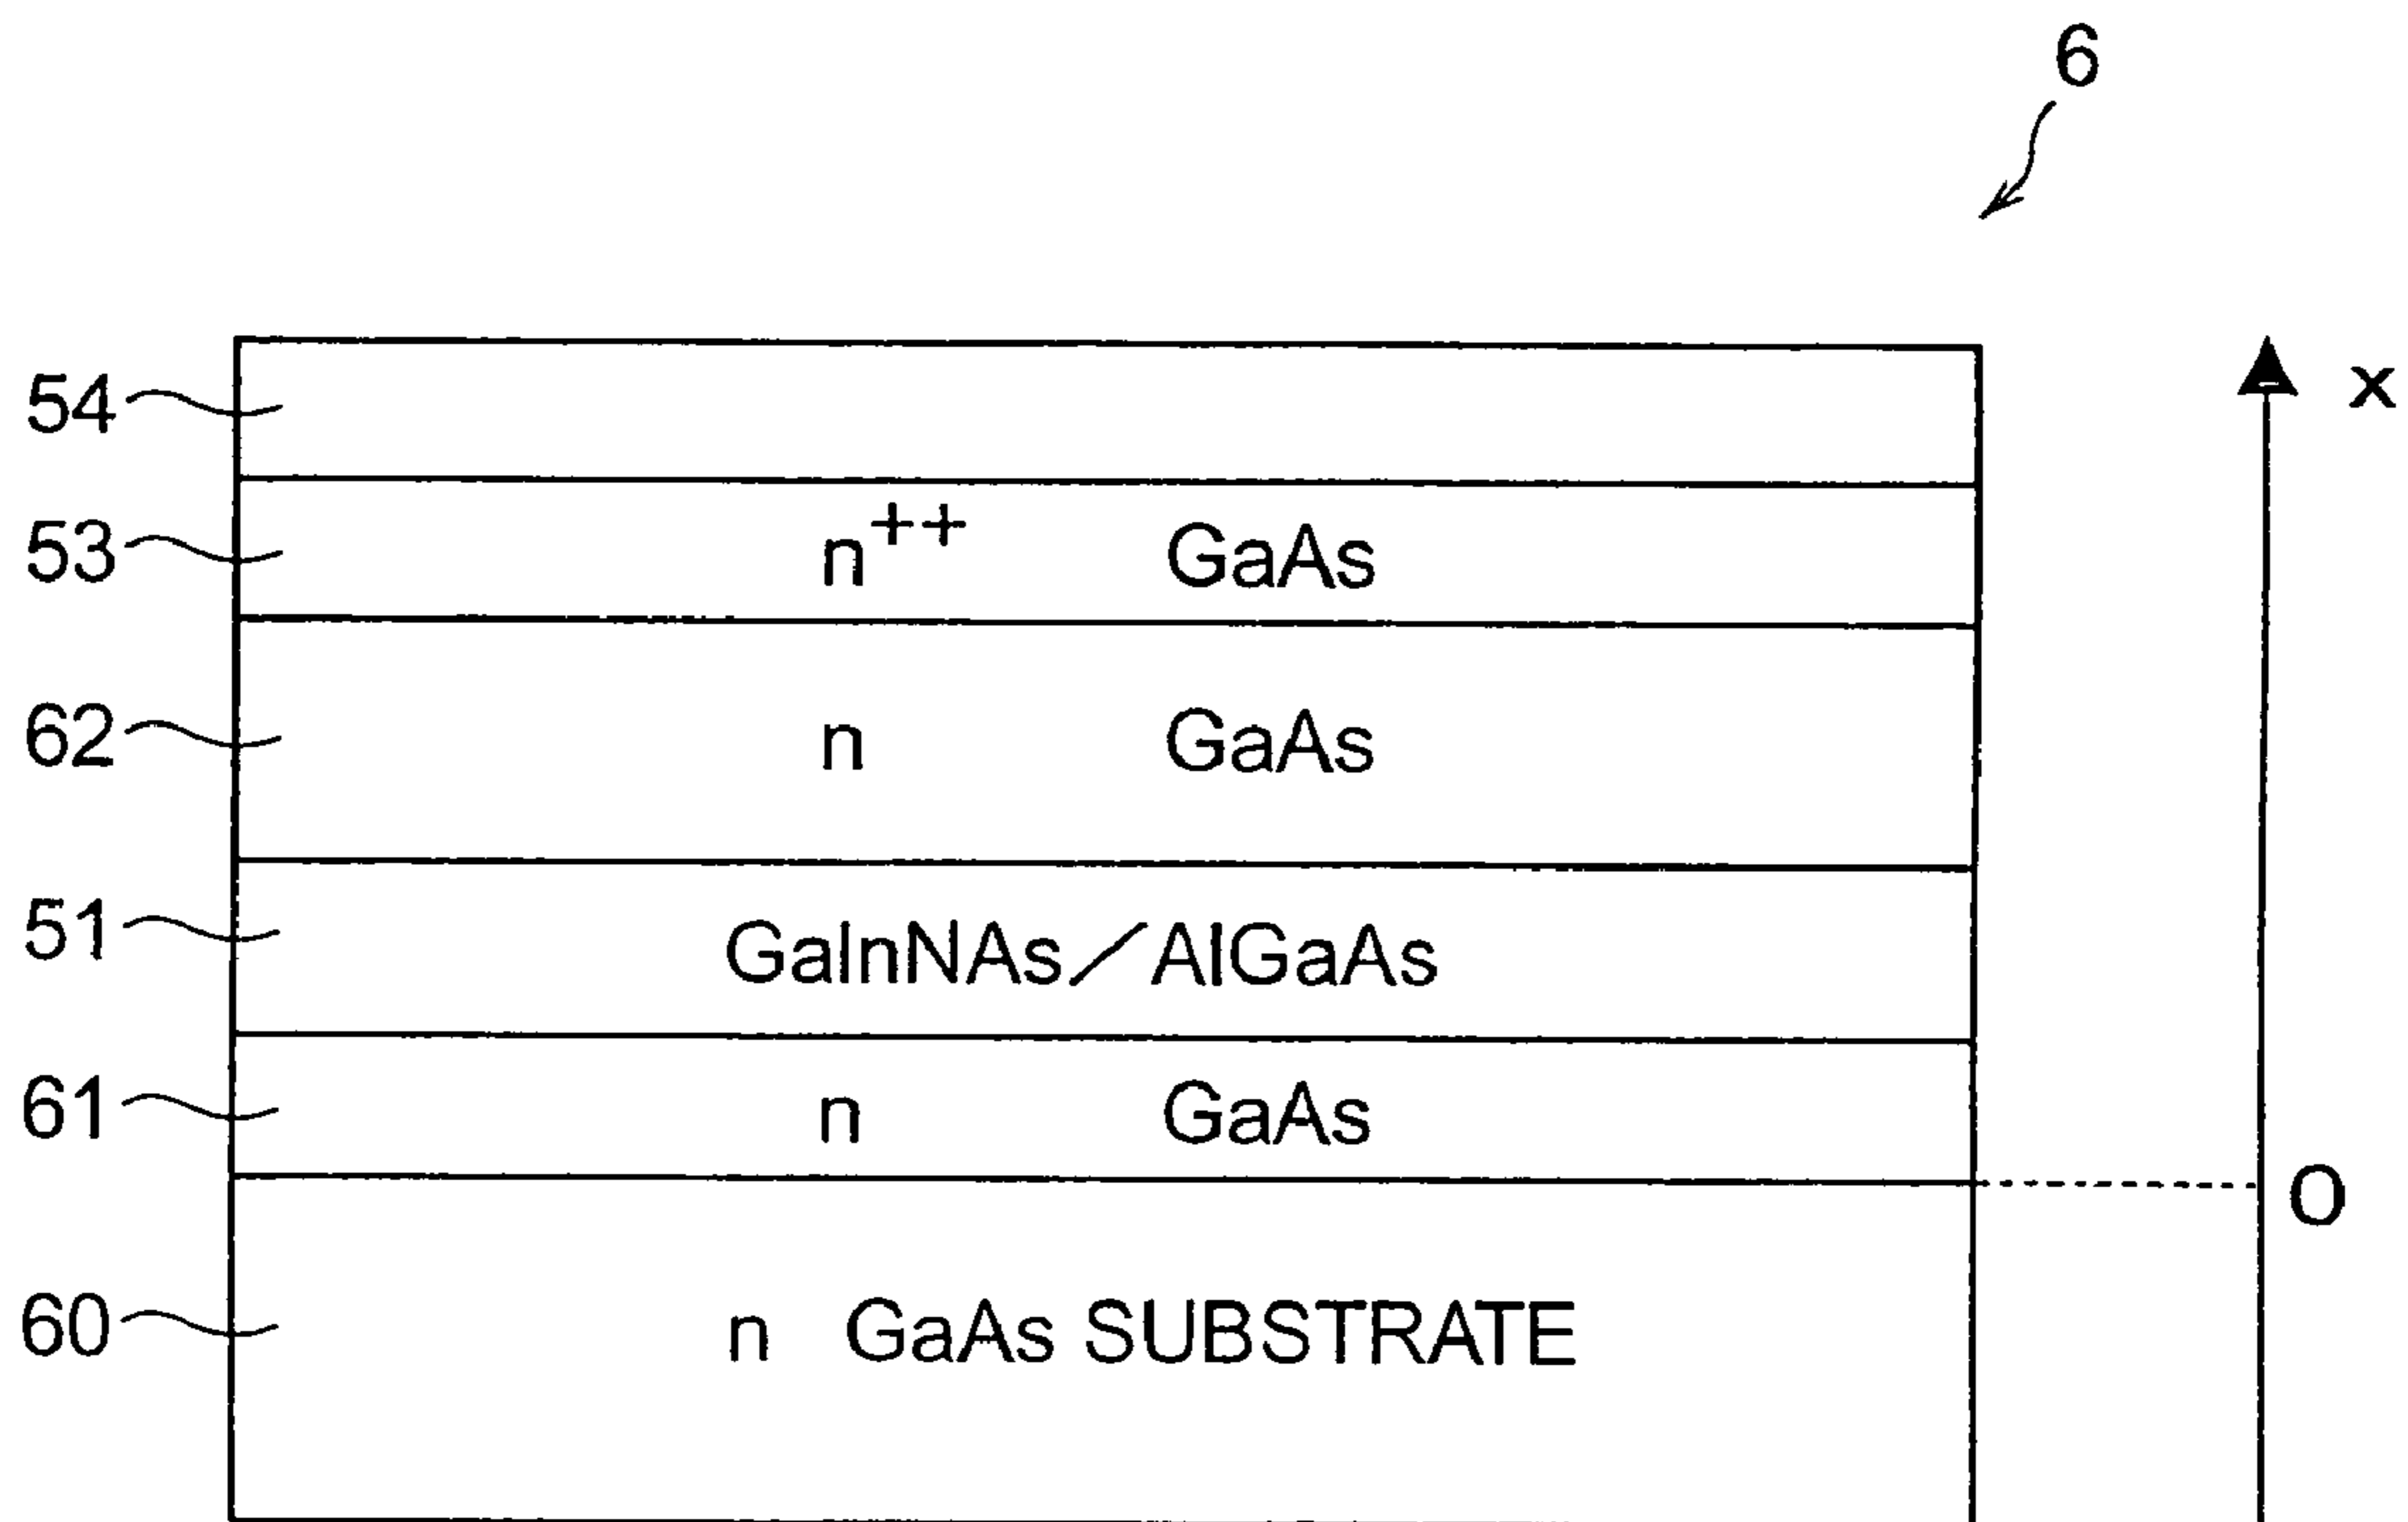 6
x
54
53 n++ GaAs
62 n GaAs
51 GaInNAs/AlGaAs
61 n GaAs
O
60 n GaAs SUBSTRATE